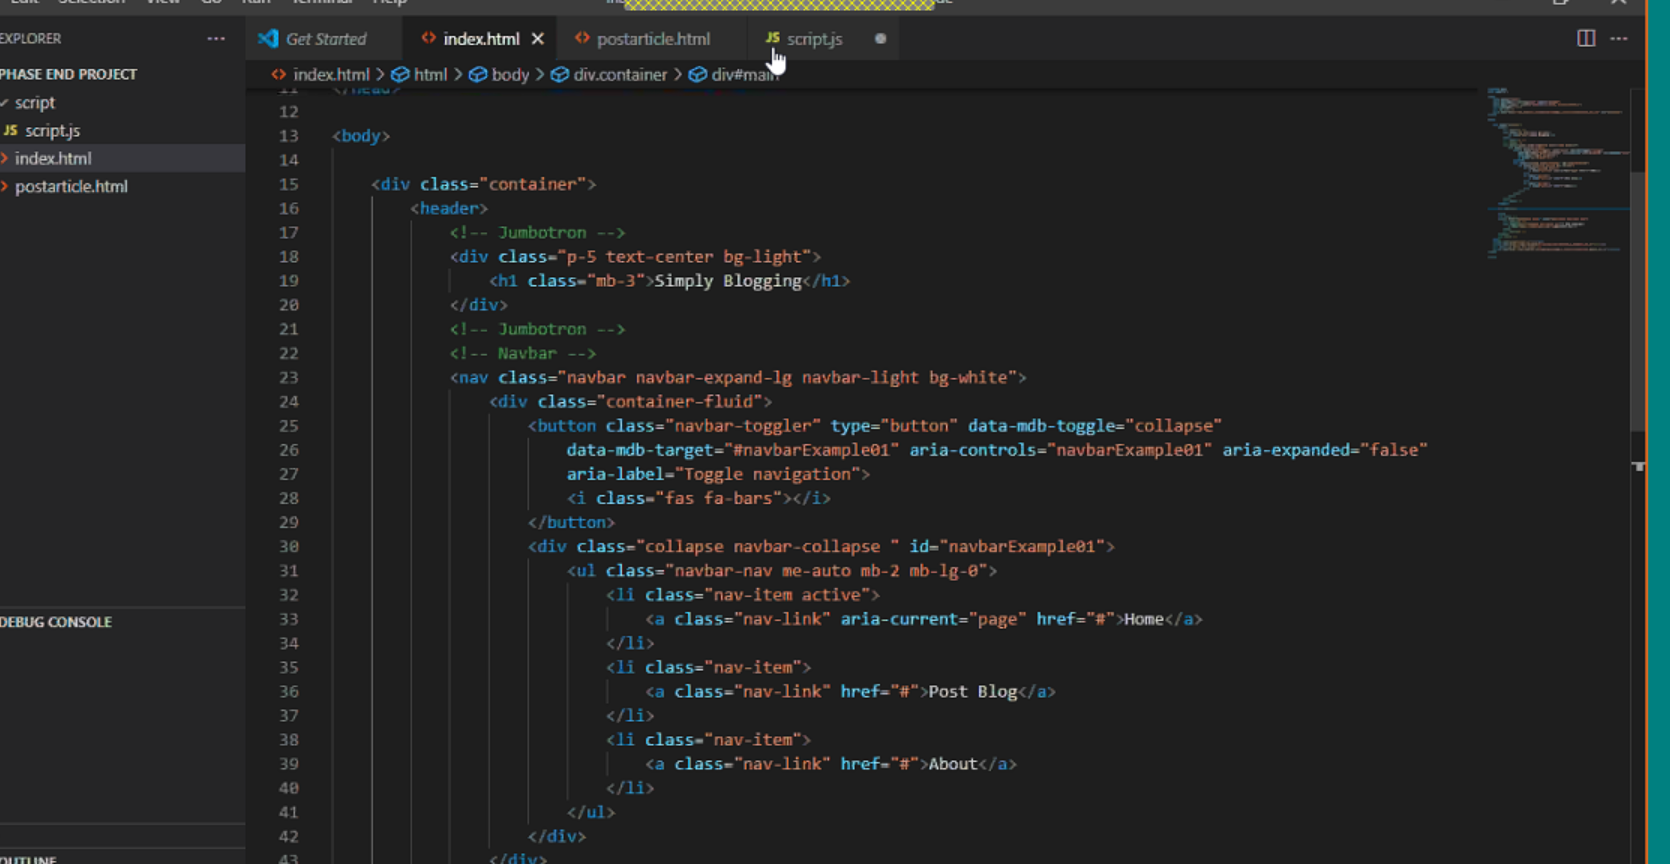 Edit Selection View Go Run Terminal Help
EXPLORER ···
Get Started
index.html
postarticle.html
JS script.js
PHASE END PROJECT
script
JS script.js
index.html
postarticle.html
index.html > html > body > div.container > div#main
11 </head>
12
13 <body>
14
15 <div class="container">
16 <header>
17 <!-- Jumbotron -->
18 <div class="p-5 text-center bg-light">
19 <h1 class="mb-3">Simply Blogging</h1>
20 </div>
21 <!-- Jumbotron -->
22 <!-- Navbar -->
23 <nav class="navbar navbar-expand-lg navbar-light bg-white">
24 <div class="container-fluid">
25 <button class="navbar-toggler" type="button" data-mdb-toggle="collapse"
26 data-mdb-target="#navbarExample01" aria-controls="navbarExample01" aria-expanded="false"
27 aria-label="Toggle navigation">
28 <i class="fas fa-bars"></i>
29 </button>
30 <div class="collapse navbar-collapse " id="navbarExample01">
31 <ul class="navbar-nav me-auto mb-2 mb-lg-0">
32 <li class="nav-item active">
33 <a class="nav-link" aria-current="page" href="#">Home</a>
34 </li>
35 <li class="nav-item">
36 <a class="nav-link" href="#">Post Blog</a>
37 </li>
38 <li class="nav-item">
39 <a class="nav-link" href="#">About</a>
40 </li>
41 </ul>
42 </div>
43 </div>
DEBUG CONSOLE
OUTLINE